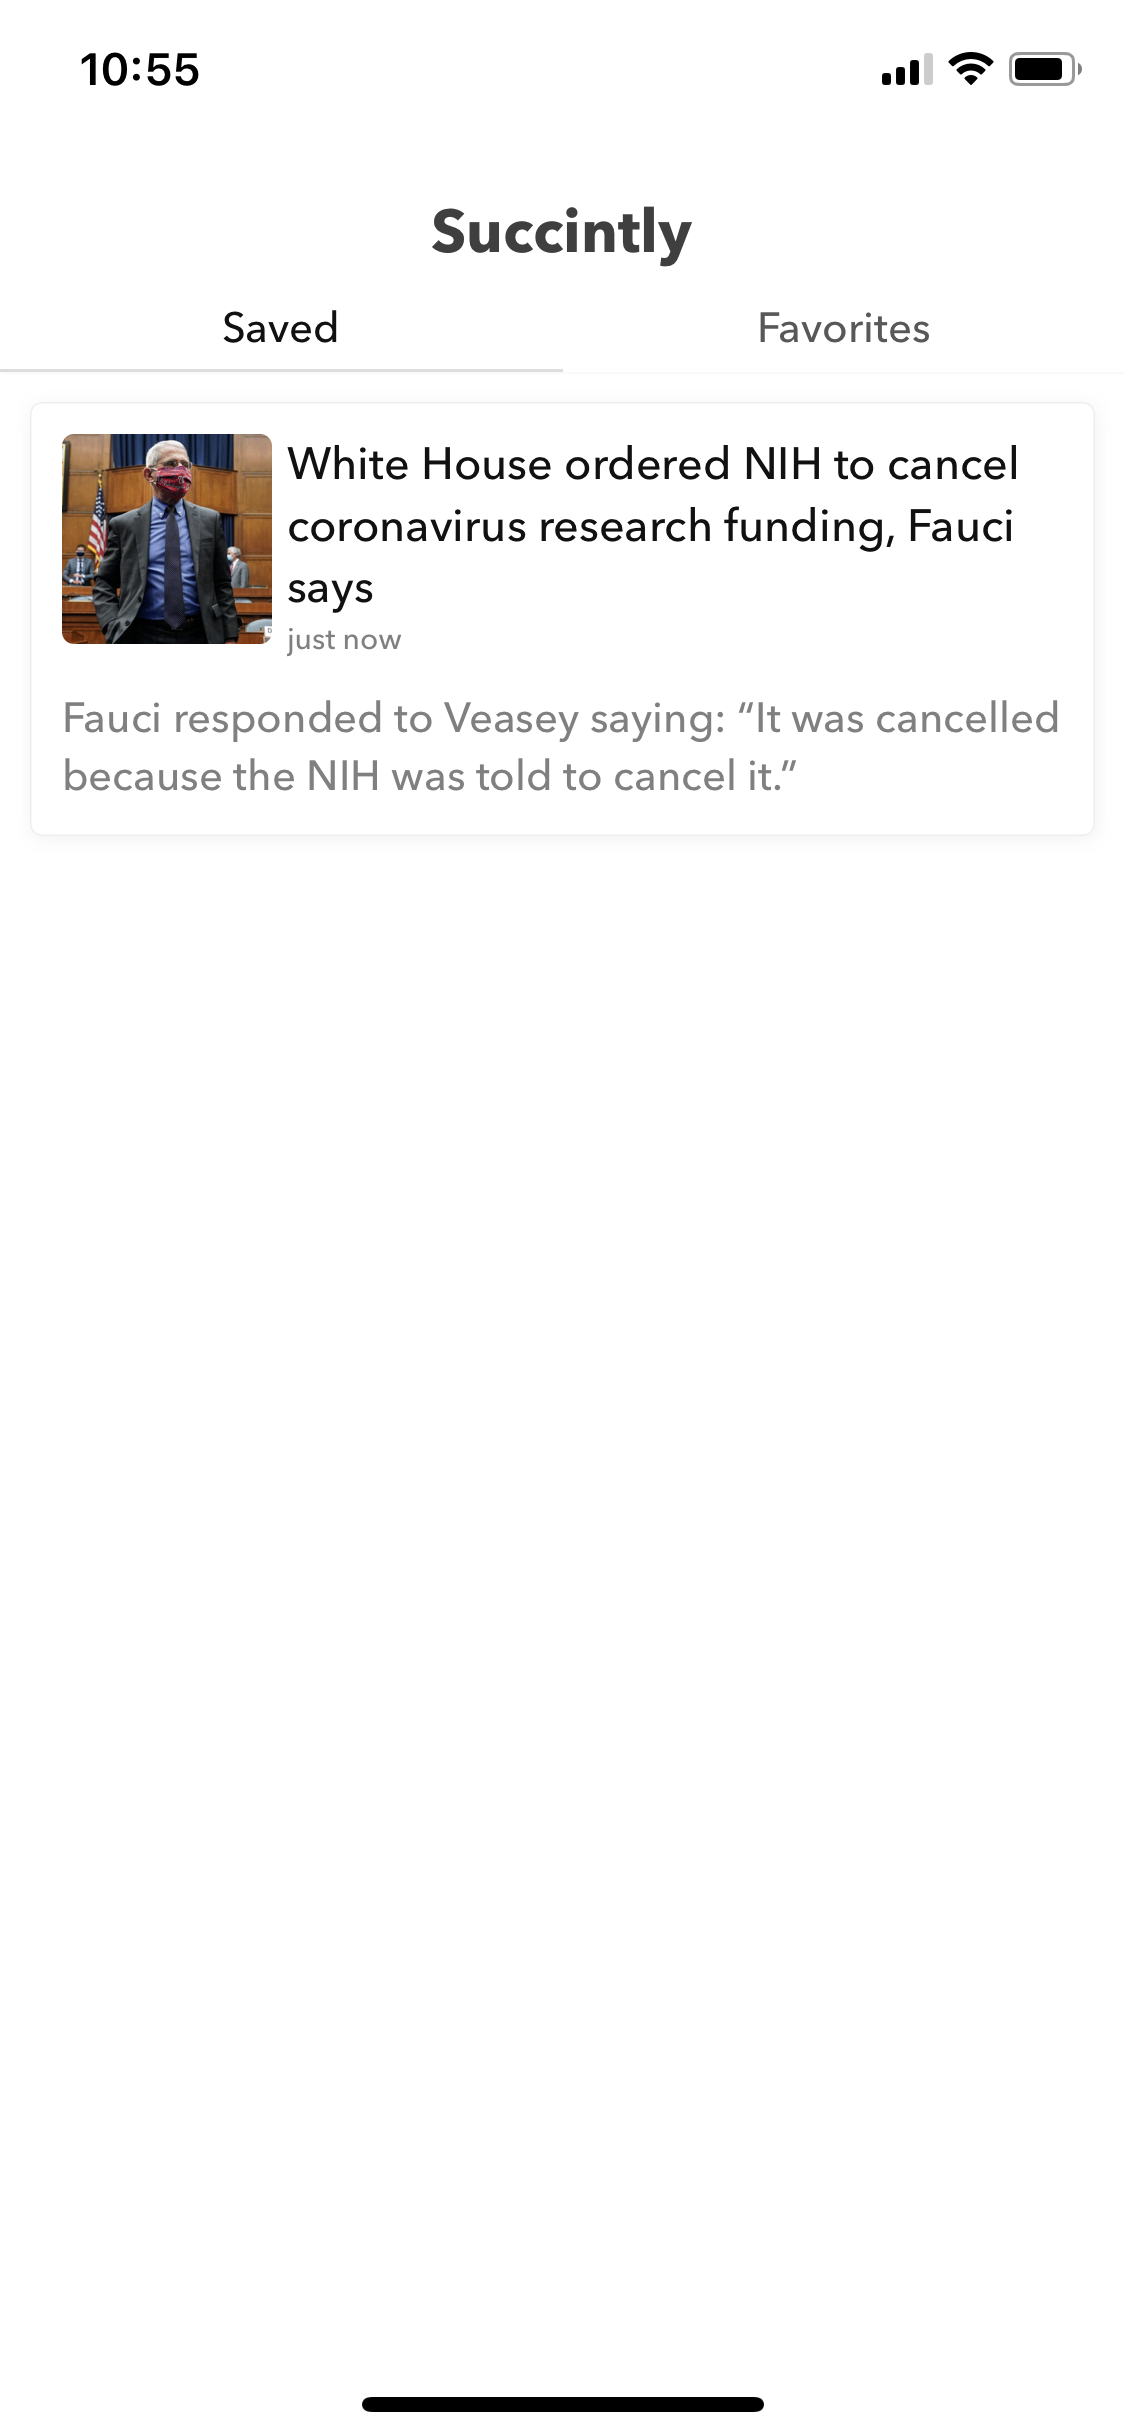 10:55
Succintly
Saved
Favorites
White House ordered NIH to cancel
coronavirus research funding, Fauci
says
just now
Fauci responded to Veasey saying: “It was cancelled
because the NIH was told to cancel it.”